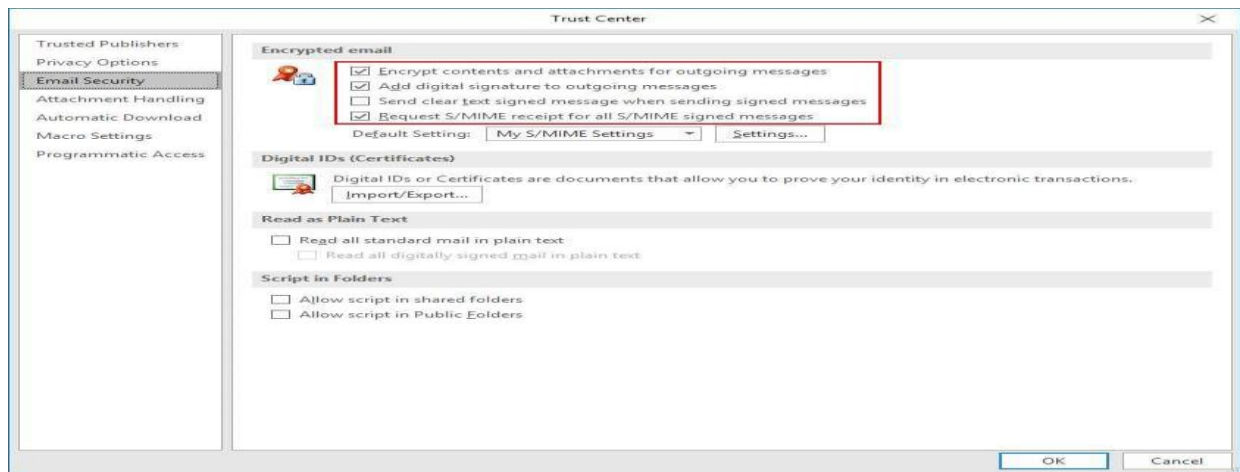 Trust Center
Trusted Publishers
Privacy Options
Email Security
Attachment Handling
Automatic Download
Macro Settings
Programmatic Access
Encrypted email
Encrypt contents and attachments for outgoing messages
Add digital signature to outgoing messages
Send clear text signed message when sending signed messages
Request S/MIME receipt for all S/MIME signed messages
Default Setting: My S/MIME Settings Settings...
Digital IDs (Certificates)
Digital IDs or Certificates are documents that allow you to prove your identity in electronic transactions.
Import/Export...
Read as Plain Text
Read all standard mail in plain text
Read all digitally signed mail in plain text
Script in Folders
Allow script in shared folders
Allow script in Public Folders
OK Cancel